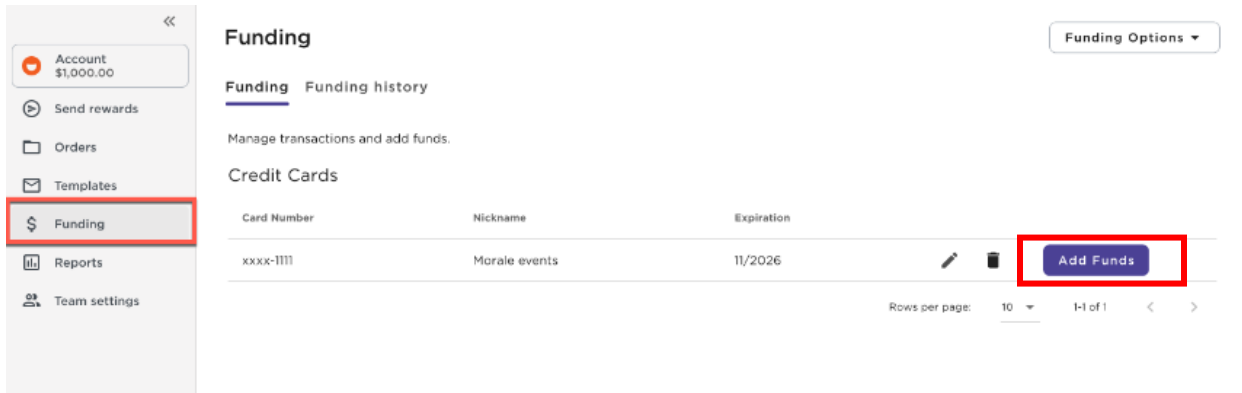 Account
$1,000.00
Send rewards
Orders
Templates
Funding
Reports
Team settings
Funding
Funding Options
Funding Funding history
Manage transactions and add funds.
Credit Cards
Card Number Nickname Expiration
xxxx-1111 Morale events 11/2026 Add Funds
Rows per page: 10 1-1 of 1